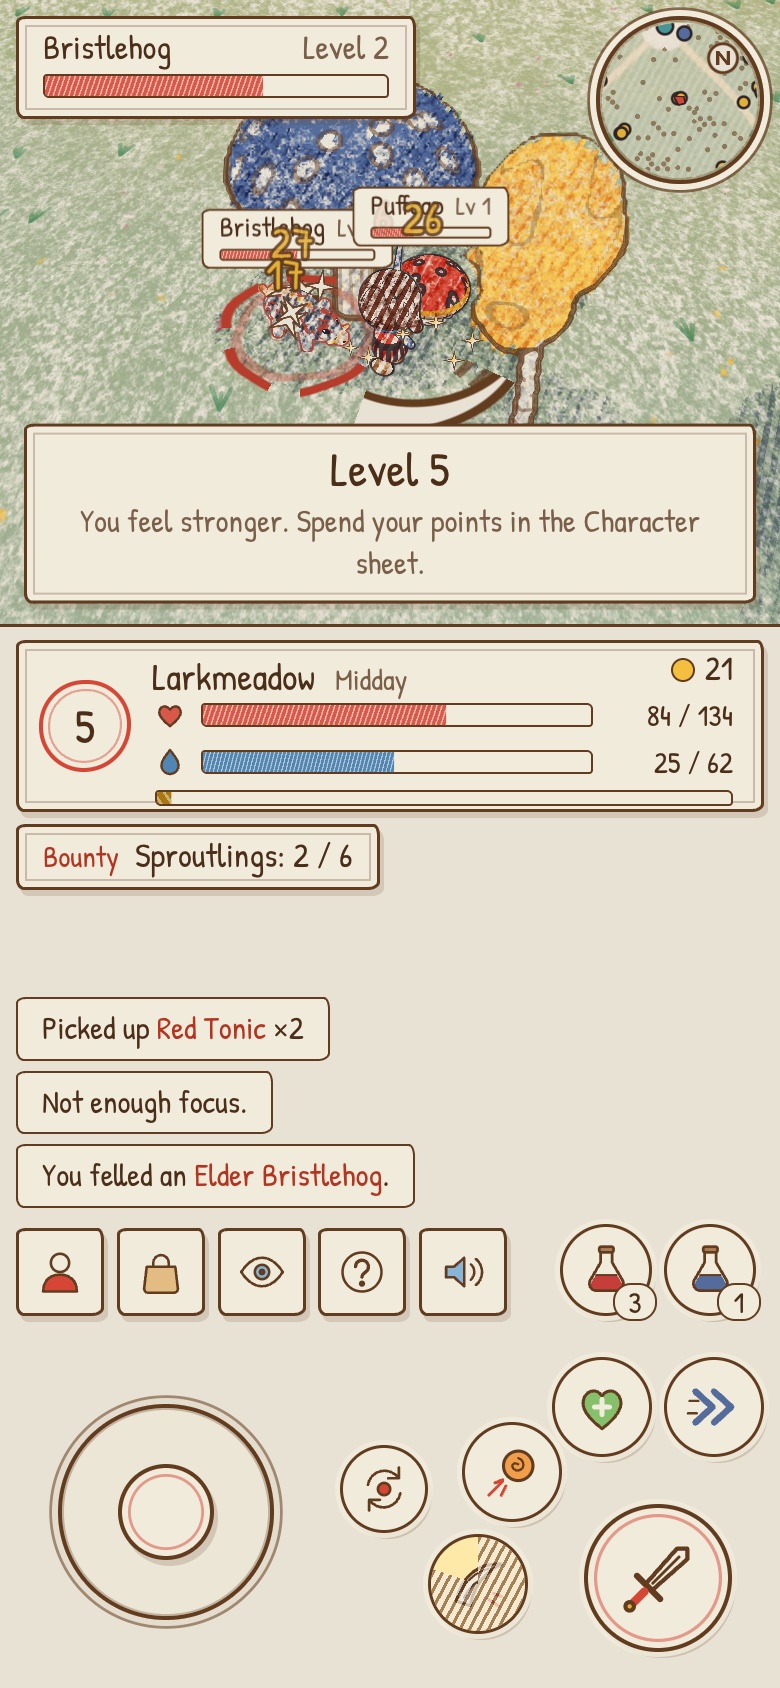 Bristlehog Level 2
N
Puffcap Lv 1
26
Bristlehog Lv
27
17
Level 5
You feel stronger. Spend your points in the Character
sheet.
5
Larkmeadow Midday 21
84 / 134
25 / 62
Bounty Sproutlings: 2 / 6
Picked up Red Tonic ×2
Not enough focus.
You felled an Elder Bristlehog.
?
3
1